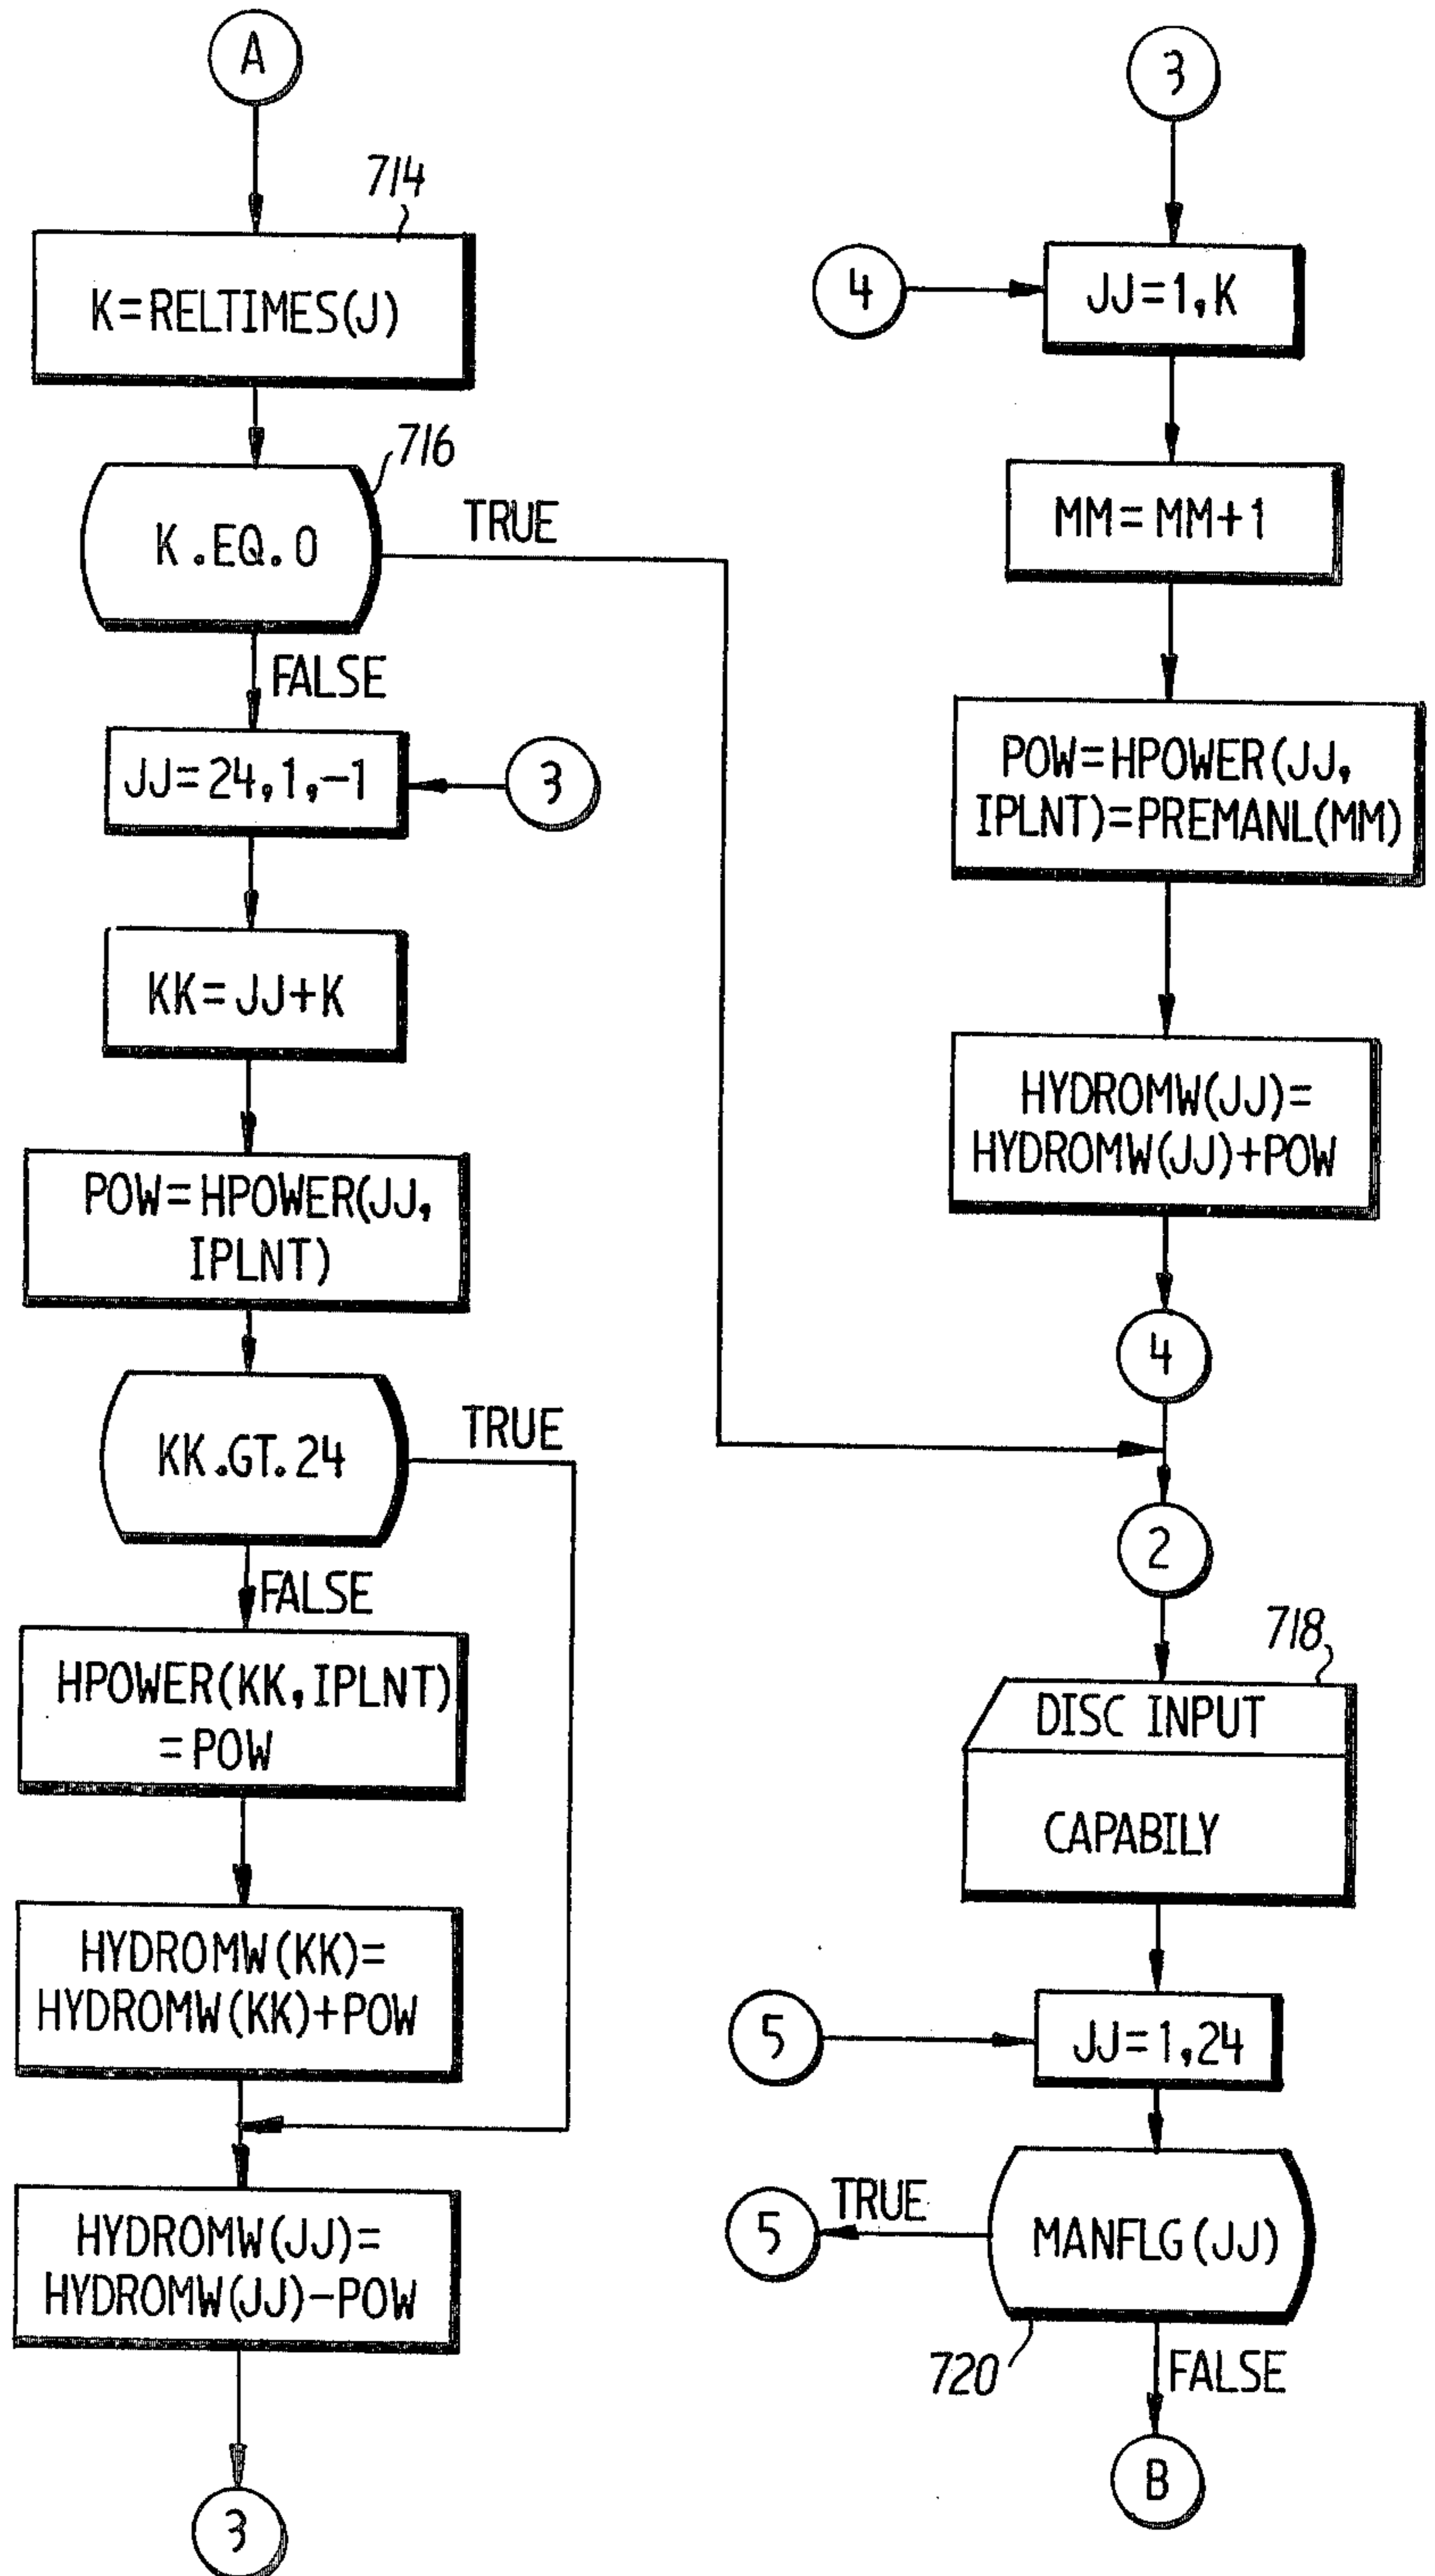 A
714
K=RELTIMES(J)
716
K.EQ.0
TRUE
FALSE
JJ=24,1,-1
3
KK=JJ+K
POW=HPOWER(JJ,
IPLNT)
KK.GT.24
TRUE
FALSE
HPOWER(KK,IPLNT)
=POW
HYDROMW(KK)=
HYDROMW(KK)+POW
HYDROMW(JJ)=
HYDROMW(JJ)-POW
3
3
4
JJ=1,K
MM=MM+1
POW=HPOWER(JJ,
IPLNT)=PREMANL(MM)
HYDROMW(JJ)=
HYDROMW(JJ)+POW
4
2
718
DISC INPUT
CAPABILY
5
JJ=1,24
5
TRUE
MANFLG(JJ)
720
FALSE
B